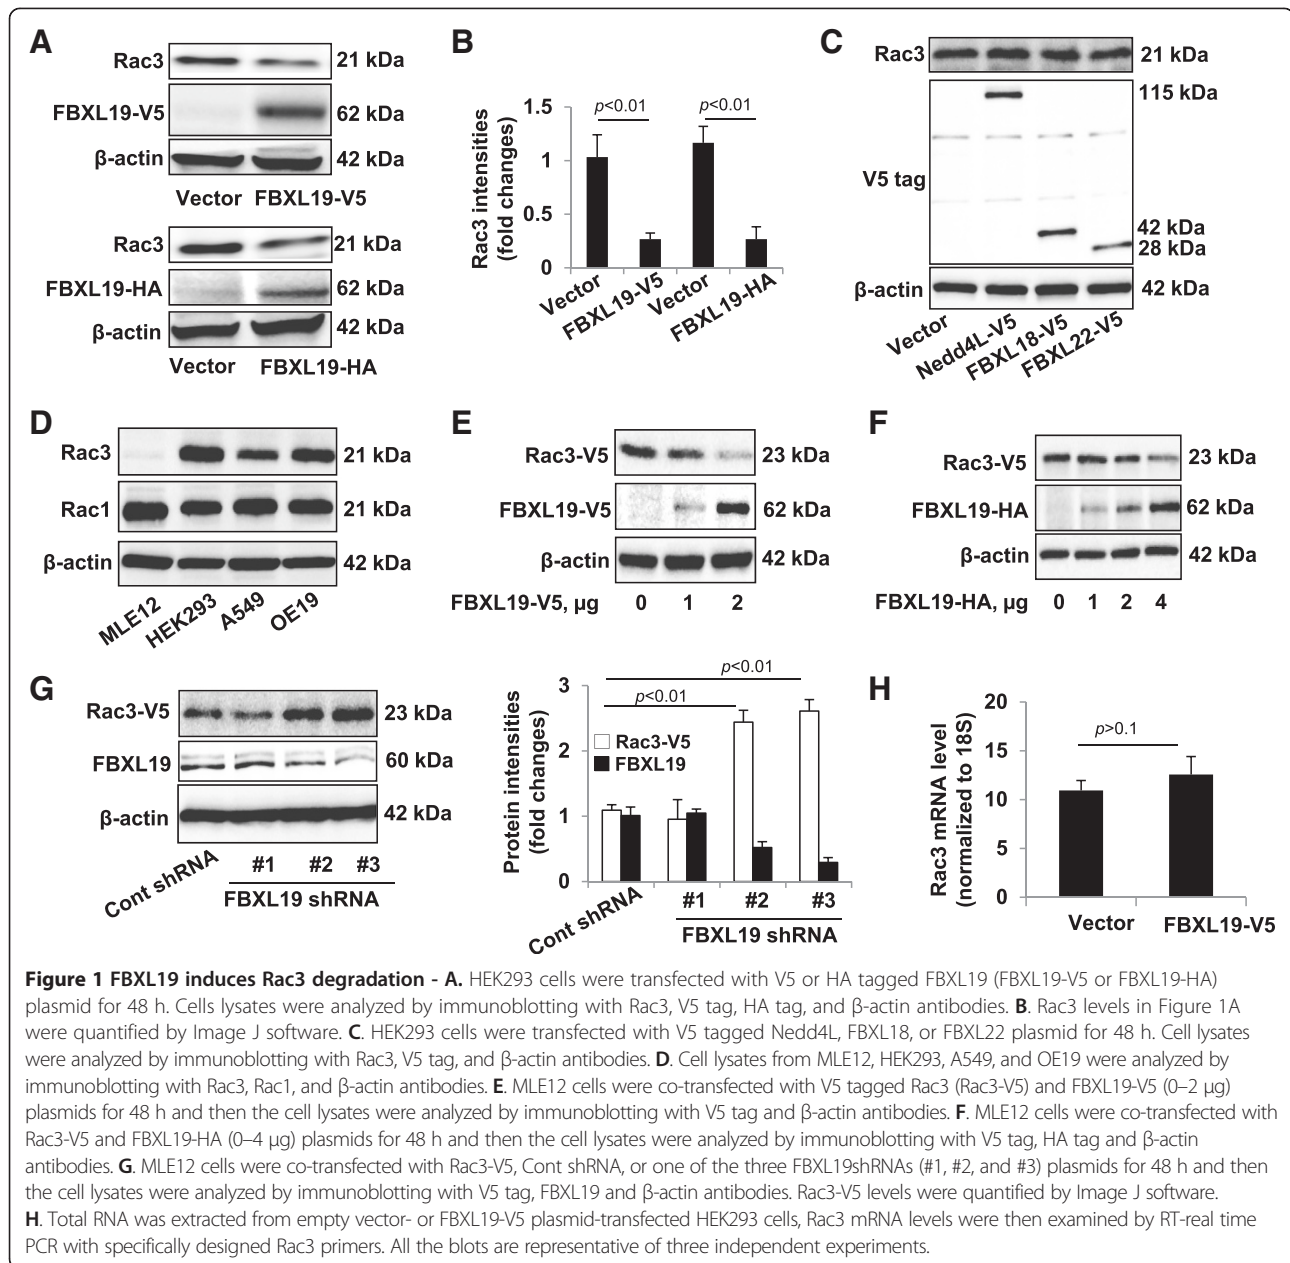 A
Rac3 21 kDa
FBXL19-V5 62 kDa
β-actin 42 kDa
Vector FBXL19-V5
Rac3 21 kDa
FBXL19-HA 62 kDa
β-actin 42 kDa
Vector FBXL19-HA
B
Rac3 intensities
(fold changes)
1.5
1
0.5
0
p<0.01 p<0.01
Vector
FBXL19-V5
Vector
FBXL19-HA
C
Rac3 21 kDa
115 kDa
V5 tag
42 kDa
28 kDa
β-actin 42 kDa
Vector
Nedd4L-V5
FBXL18-V5
FBXL22-V5
D
Rac3 21 kDa
Rac1 21 kDa
β-actin 42 kDa
MLE12
HEK293
A549
OE19
E
Rac3-V5 23 kDa
FBXL19-V5 62 kDa
β-actin 42 kDa
FBXL19-V5, µg 0 1 2
F
Rac3-V5 23 kDa
FBXL19-HA 62 kDa
β-actin 42 kDa
FBXL19-HA, µg 0 1 2 4
G
Rac3-V5 23 kDa
FBXL19 60 kDa
β-actin 42 kDa
Cont shRNA
#1 #2 #3
FBXL19 shRNA
Protein intensities
(fold changes)
3
2
1
0
p<0.01
p<0.01
Rac3-V5
FBXL19
Cont shRNA
#1 #2 #3
FBXL19 shRNA
H
Rac3 mRNA level
(normalized to 18S)
20
15
10
5
0
p>0.1
Vector FBXL19-V5
Figure 1 FBXL19 induces Rac3 degradation - A. HEK293 cells were transfected with V5 or HA tagged FBXL19 (FBXL19-V5 or FBXL19-HA)
plasmid for 48 h. Cells lysates were analyzed by immunoblotting with Rac3, V5 tag, HA tag, and β-actin antibodies. B. Rac3 levels in Figure 1A
were quantified by Image J software. C. HEK293 cells were transfected with V5 tagged Nedd4L, FBXL18, or FBXL22 plasmid for 48 h. Cell lysates
were analyzed by immunoblotting with Rac3, V5 tag, and β-actin antibodies. D. Cell lysates from MLE12, HEK293, A549, and OE19 were analyzed by
immunoblotting with Rac3, Rac1, and β-actin antibodies. E. MLE12 cells were co-transfected with V5 tagged Rac3 (Rac3-V5) and FBXL19-V5 (0–2 µg)
plasmids for 48 h and then the cell lysates were analyzed by immunoblotting with V5 tag and β-actin antibodies. F. MLE12 cells were co-transfected with
Rac3-V5 and FBXL19-HA (0–4 µg) plasmids for 48 h and then the cell lysates were analyzed by immunoblotting with V5 tag, HA tag and β-actin
antibodies. G. MLE12 cells were co-transfected with Rac3-V5, Cont shRNA, or one of the three FBXL19shRNAs (#1, #2, and #3) plasmids for 48 h and then
the cell lysates were analyzed by immunoblotting with V5 tag, FBXL19 and β-actin antibodies. Rac3-V5 levels were quantified by Image J software.
H. Total RNA was extracted from empty vector- or FBXL19-V5 plasmid-transfected HEK293 cells, Rac3 mRNA levels were then examined by RT-real time
PCR with specifically designed Rac3 primers. All the blots are representative of three independent experiments.